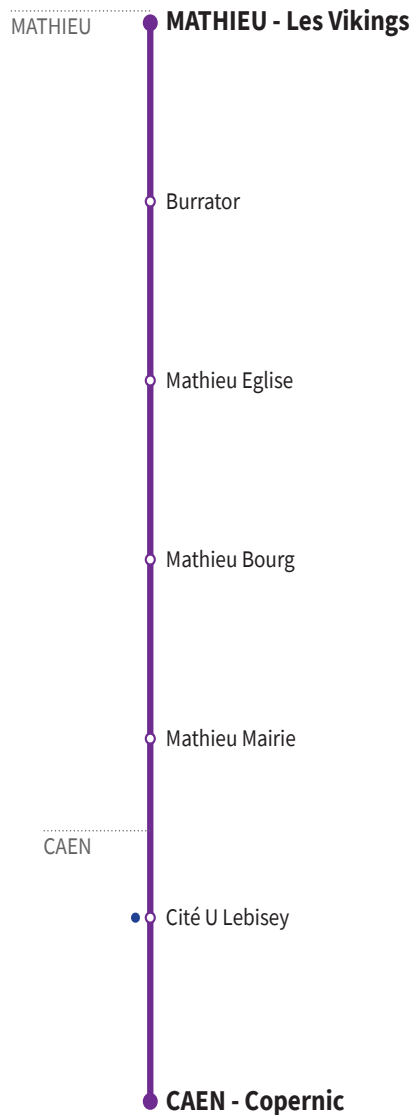 MATHIEU
MATHIEU - Les Vikings
Burrator
Mathieu Eglise
Mathieu Bourg
Mathieu Mairie
CAEN
Cité U Lebisey
CAEN - Copernic